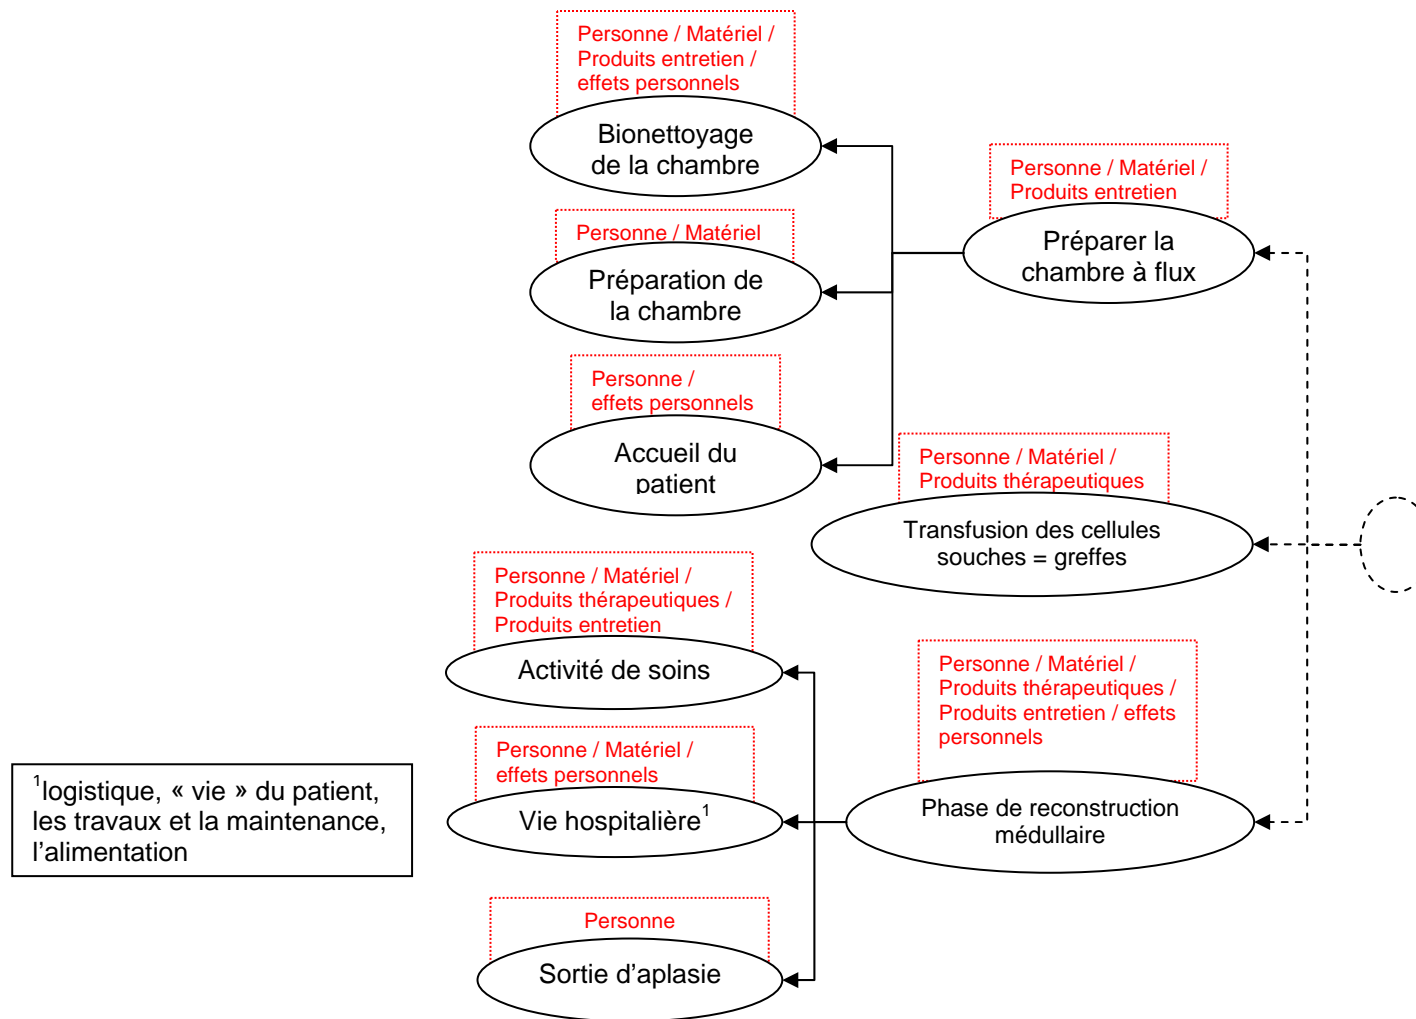 Personne / Matériel /
Produits entretien /
effets personnels
Bionettoyage
de la chambre
Personne / Matériel /
Produits entretien
Préparer la
chambre à flux
Personne / Matériel
Préparation de
la chambre
Personne /
effets personnels
Accueil du
patient
Personne / Matériel /
Produits thérapeutiques
Transfusion des cellules
souches = greffes
Personne / Matériel /
Produits thérapeutiques /
Produits entretien
Activité de soins
Personne / Matériel /
Produits thérapeutiques /
Produits entretien / effets
personnels
Phase de reconstruction
médullaire
Personne / Matériel /
effets personnels
Vie hospitalière¹
¹logistique, « vie » du patient,
les travaux et la maintenance,
l’alimentation
Personne
Sortie d’aplasie